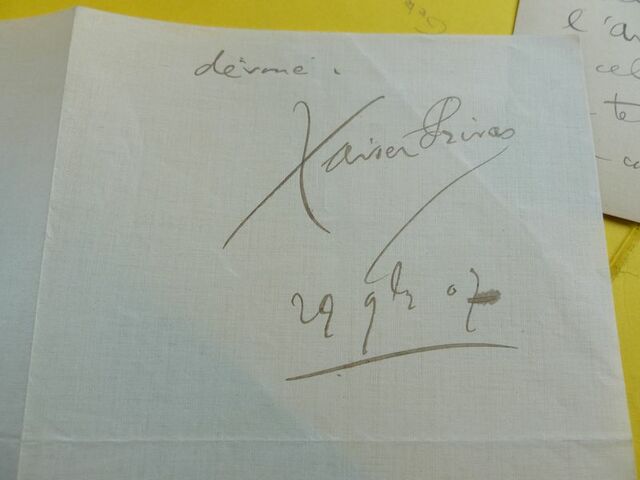 dévoué.
Xavier Privas
29 9bre 07